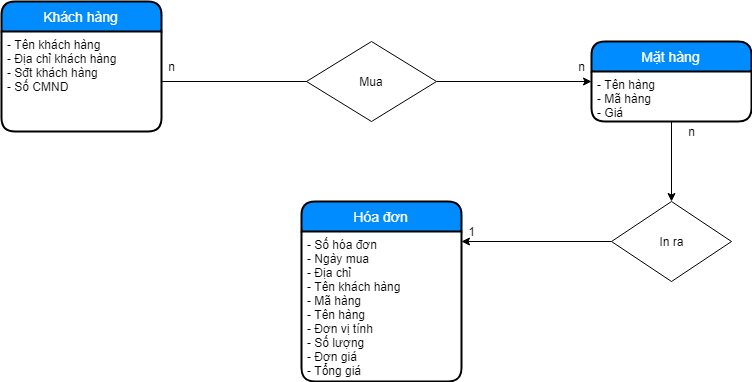 Khách hàng
- Tên khách hàng
- Địa chỉ khách hàng
- Sđt khách hàng
- Số CMND
n
Mua
n
Mặt hàng
- Tên hàng
- Mã hàng
- Giá
n
In ra
1
Hóa đơn
- Số hóa đơn
- Ngày mua
- Địa chỉ
- Tên khách hàng
- Mã hàng
- Tên hàng
- Đơn vị tính
- Số lượng
- Đơn giá
- Tổng giá